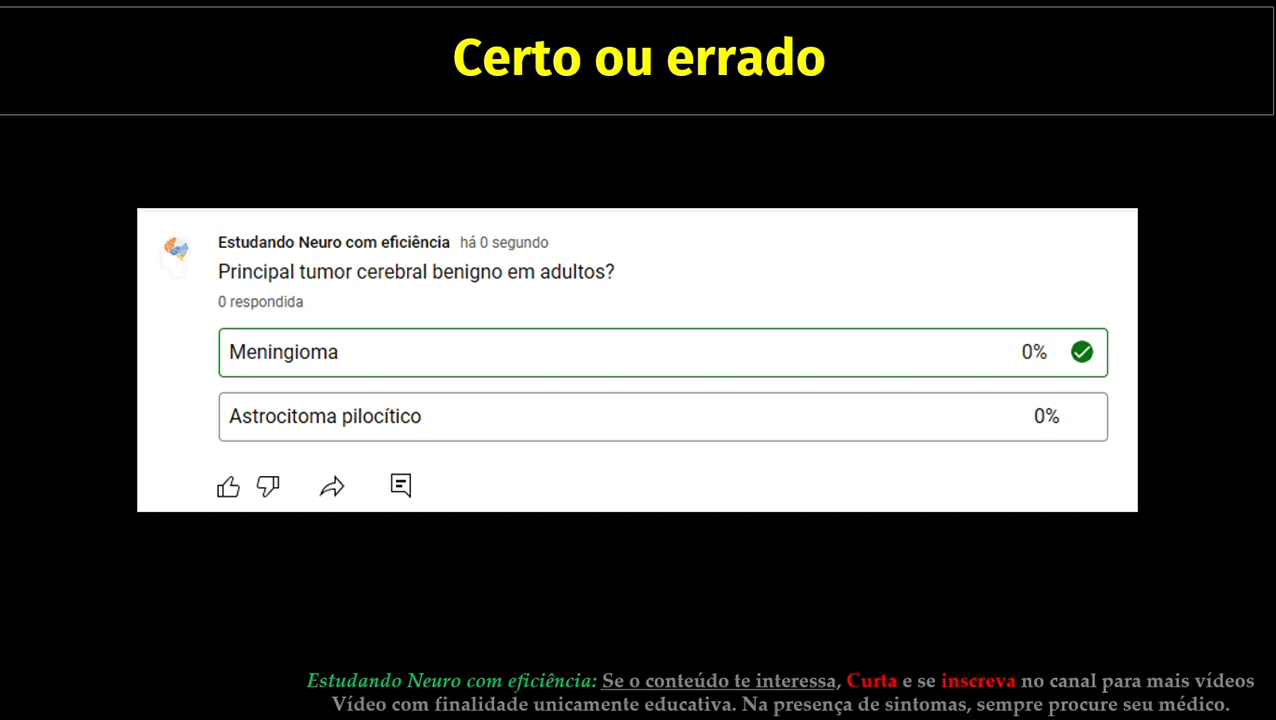 Certo ou errado
Estudando Neuro com eficiência há 0 segundo
Principal tumor cerebral benigno em adultos?
0 respondida
Meningioma 0%
Astrocitoma pilocítico 0%
Estudando Neuro com eficiência: Se o conteúdo te interessa, Curta e se inscreva no canal para mais vídeos
Vídeo com finalidade unicamente educativa. Na presença de sintomas, sempre procure seu médico.